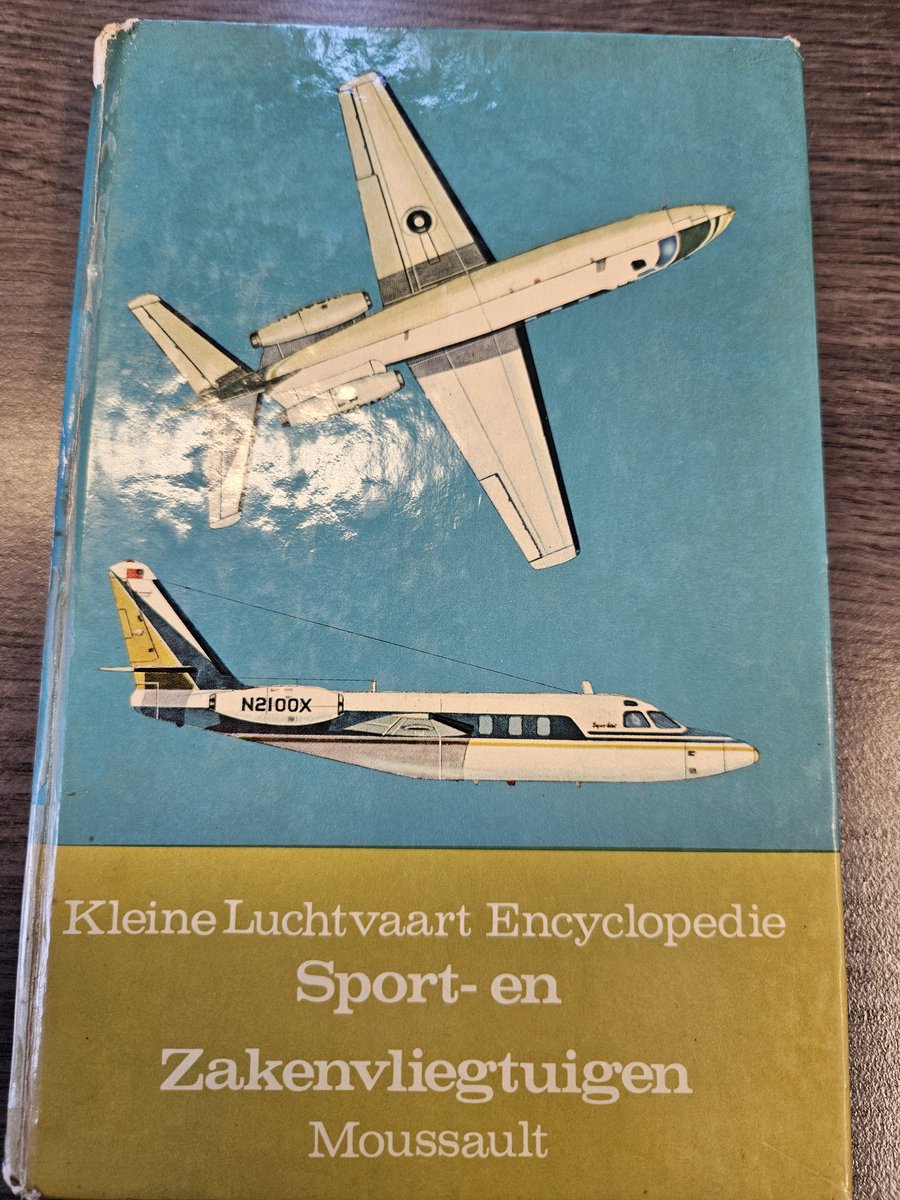 N2100X
Kleine Luchtvaart Encyclopedie
Sport- en
Zakenvliegtuigen
Moussault